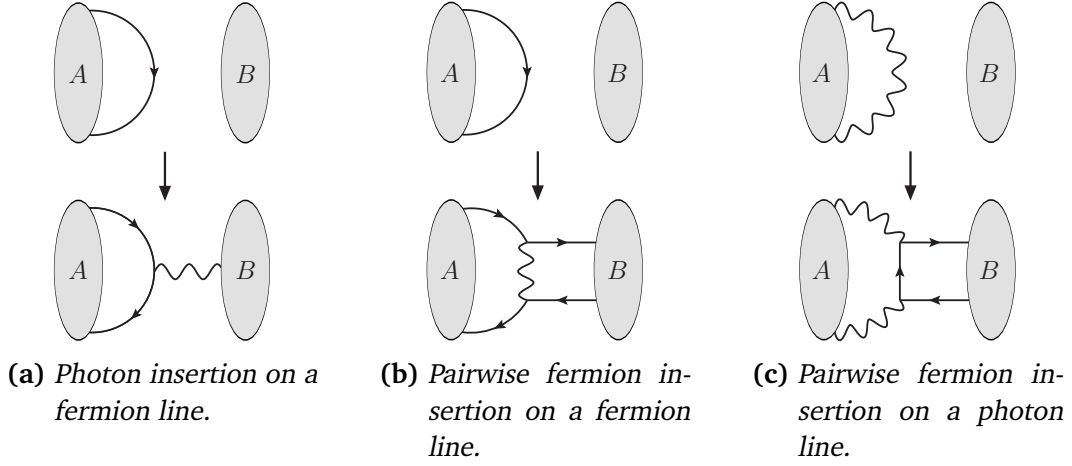 A B A B A B
A B A B A B
(a) Photon insertion on a
fermion line.
(b) Pairwise fermion in-
sertion on a fermion
line.
(c) Pairwise fermion in-
sertion on a photon
line.